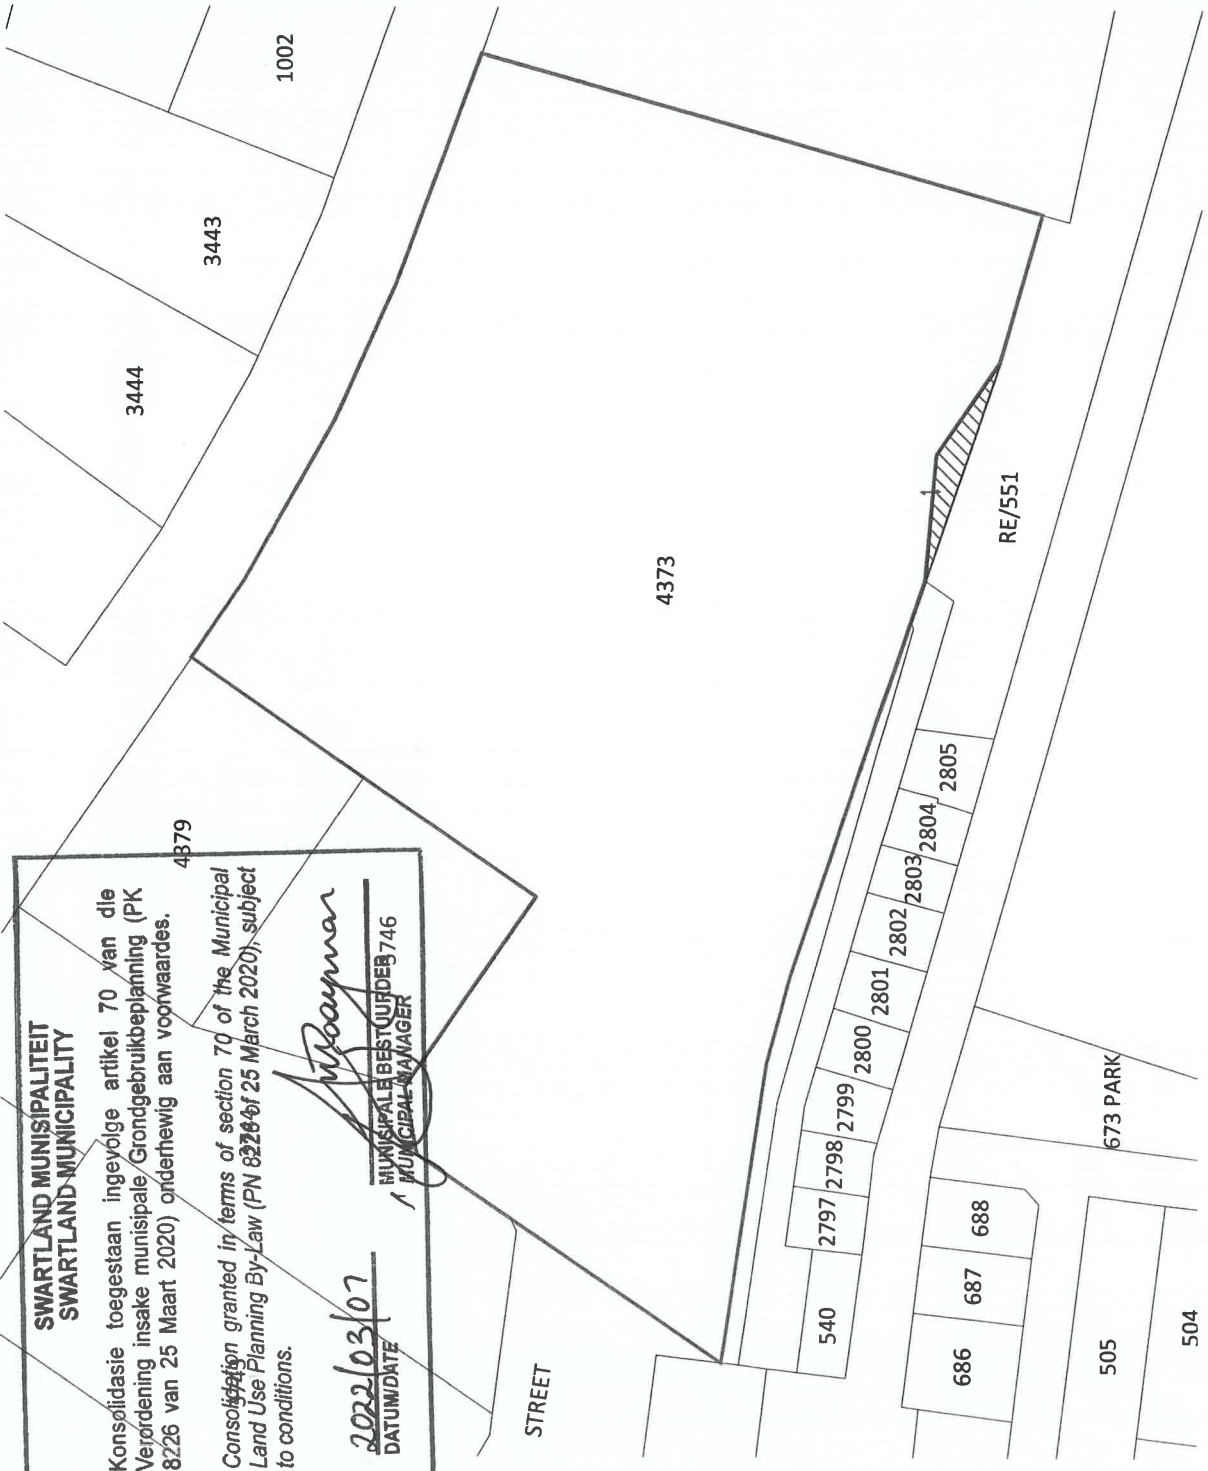 SWARTLAND MUNISIPALITEIT
SWARTLAND MUNICIPALITY
Konsolidasie toegestaan ingevolge artikel 70 van die
Verordening insake munisipale Grondgebruikbeplanning (PK
8226 van 25 Maart 2020) onderhewig aan voorwaardes.
Consolidation granted in terms of section 70 of the Municipal
Land Use Planning By-Law (PN 8226 of 25 March 2020), subject
to conditions.
2022/03/07
DATUM/DATE
MUNISIPALE BESTUURDER
MUNICIPAL MANAGER
3746
4379
3444
3443
1002
4373
RE/551
STREET
540
2797
2798
2799
2800
2801
2802
2803
2804
2805
686
687
688
673 PARK
505
504